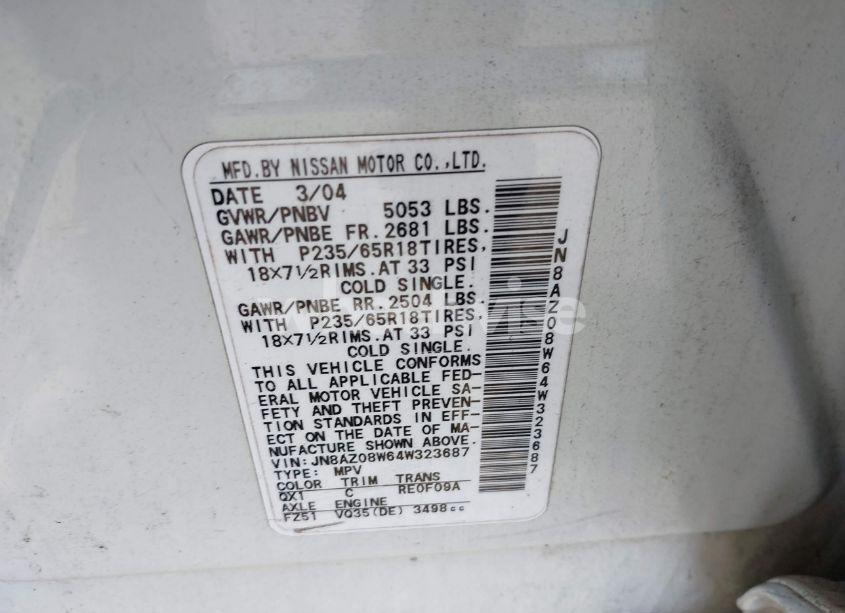 MFD.BY NISSAN MOTOR CO.,LTD.
DATE 3/04
GVWR/PNBV 5053 LBS.
GAWR/PNBE FR. 2681 LBS.
WITH P235/65R18TIRES,
18X7½RIMS.AT 33 PSI
COLD SINGLE.
GAWR/PNBE RR. 2504 LBS.
WITH P235/65R18TIRES,
18X7½RIMS.AT 33 PSI
COLD SINGLE.
THIS VEHICLE CONFORMS
TO ALL APPLICABLE FED-
ERAL MOTOR VEHICLE SA-
FETY AND THEFT PREVEN-
TION STANDARDS IN EFF-
ECT ON THE DATE OF MA-
NUFACTURE SHOWN ABOVE.
VIN:JN8AZ08W64W323687
TYPE: MPV
COLOR TRIM TRANS
QX1 C RE0F09A
AXLE ENGINE
FZ51 VQ35(DE) 3498cc
JN8AZ08W64W323687